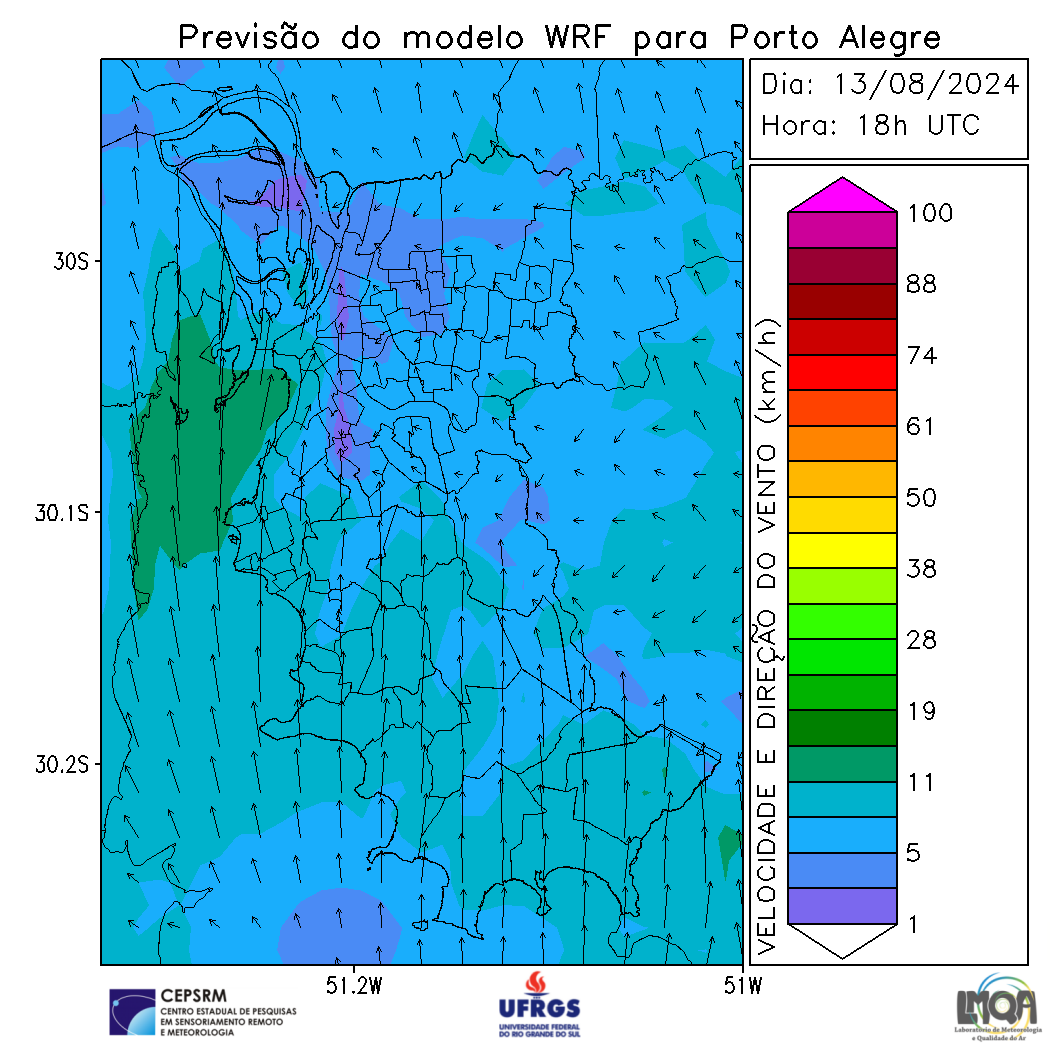 Previsão do modelo WRF para Porto Alegre
Dia: 13/08/2024
Hora: 18h UTC
30S
30.1S
30.2S
51.2W
51W
VELOCIDADE E DIREÇÃO DO VENTO (km/h)
100
88
74
61
50
38
28
19
11
5
1
CEPSRM
CENTRO ESTADUAL DE PESQUISAS
EM SENSORIAMENTO REMOTO
E METEOROLOGIA
UFRGS
UNIVERSIDADE FEDERAL
DO RIO GRANDE DO SUL
LMQA
Laboratório de Meteorologia
e Qualidade do Ar